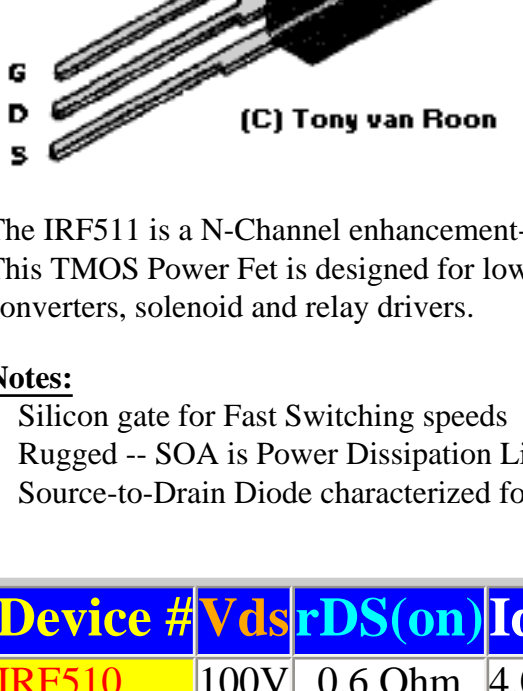 G
D
S
(C) Tony van Roon
The IRF511 is a N-Channel enhancement-
This TMOS Power Fet is designed for low
converters, solenoid and relay drivers.
Notes:
Silicon gate for Fast Switching speeds
Rugged -- SOA is Power Dissipation Li
Source-to-Drain Diode characterized fo
Device # Vds rDS(on) Id
IRF510 100V 0.6 Ohm 4